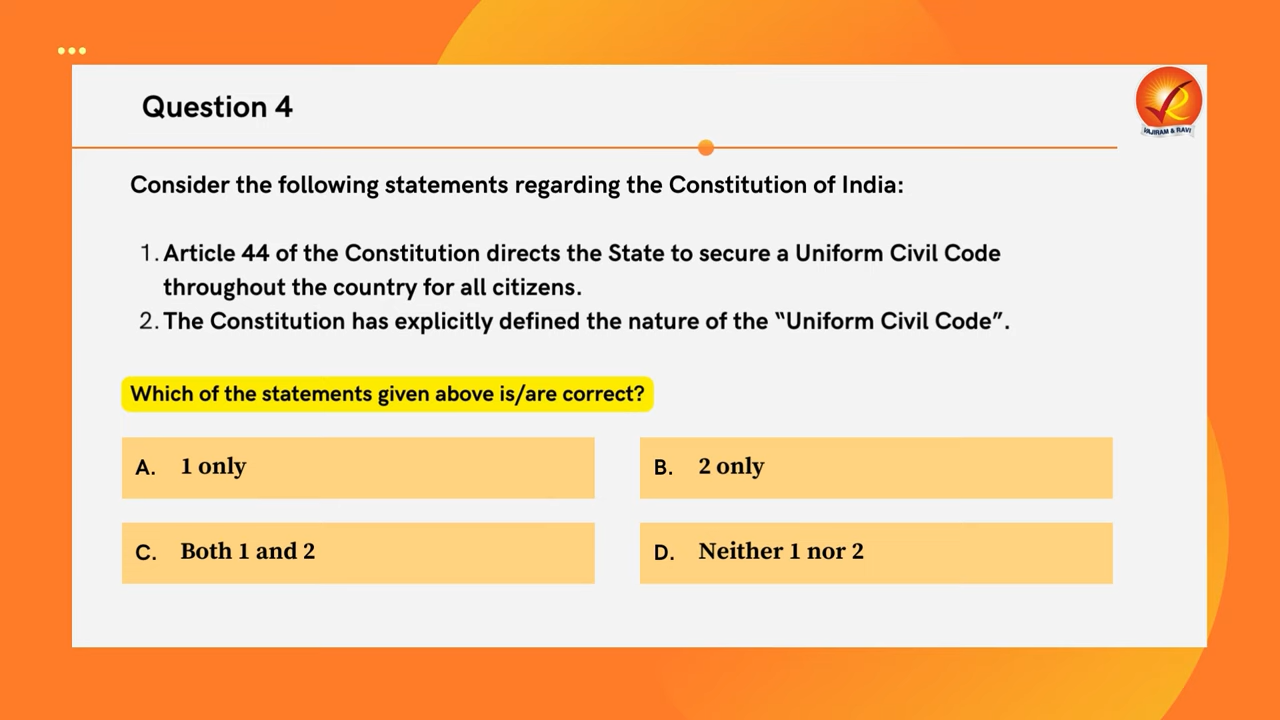 Question 4
VAJIRAM & RAVI
Consider the following statements regarding the Constitution of India:
1. Article 44 of the Constitution directs the State to secure a Uniform Civil Code
throughout the country for all citizens.
2. The Constitution has explicitly defined the nature of the “Uniform Civil Code”.
Which of the statements given above is/are correct?
A. 1 only
B. 2 only
C. Both 1 and 2
D. Neither 1 nor 2